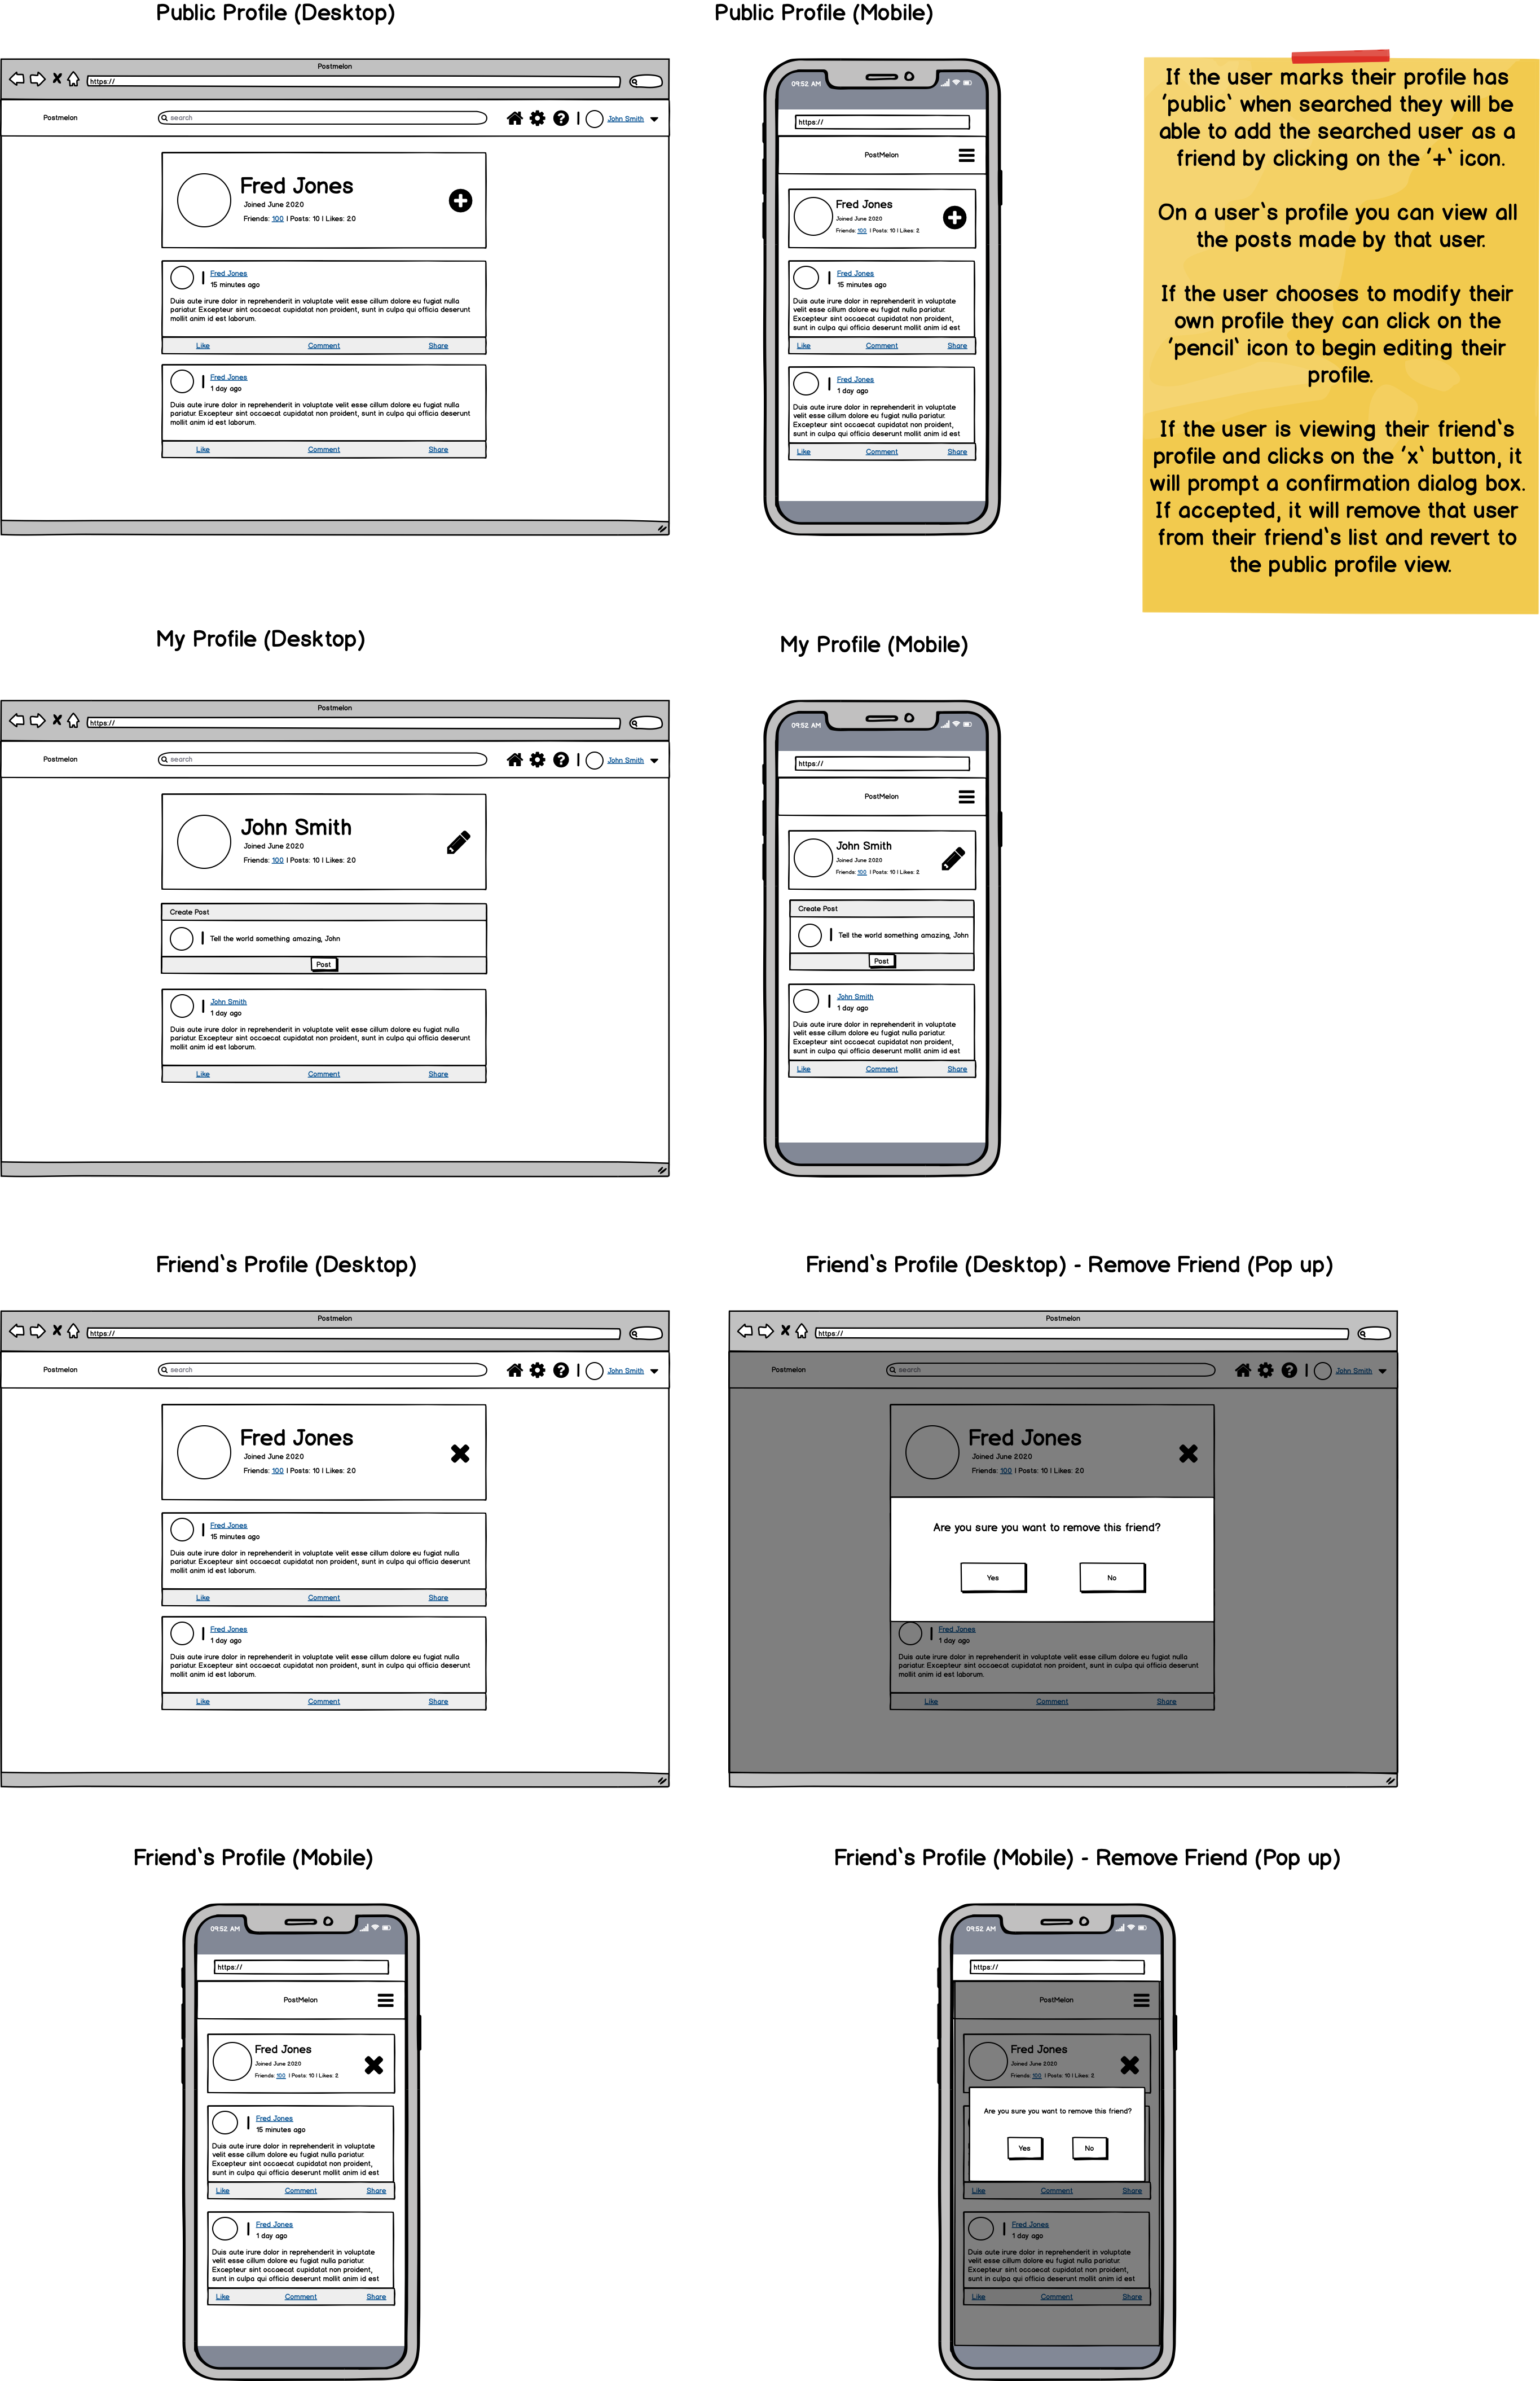 Public Profile (Desktop)
Postmelon
https://
Postmelon
search
John Smith
Fred Jones
Joined June 2020
Friends: 100 | Posts: 10 | Likes: 20
Fred Jones
15 minutes ago
Duis aute irure dolor in reprehenderit in voluptate velit esse cillum dolore eu fugiat nulla
pariatur. Excepteur sint occaecat cupidatat non proident, sunt in culpa qui officia deserunt
mollit anim id est laborum.
Like Comment Share
Fred Jones
1 day ago
Duis aute irure dolor in reprehenderit in voluptate velit esse cillum dolore eu fugiat nulla
pariatur. Excepteur sint occaecat cupidatat non proident, sunt in culpa qui officia deserunt
mollit anim id est laborum.
Like Comment Share
Public Profile (Mobile)
09:52 AM
https://
PostMelon
Fred Jones
Joined June 2020
Friends: 100 | Posts: 10 | Likes: 2
Fred Jones
15 minutes ago
Duis aute irure dolor in reprehenderit in voluptate
velit esse cillum dolore eu fugiat nulla pariatur.
Excepteur sint occaecat cupidatat non proident,
sunt in culpa qui officia deserunt mollit anim id est
Like Comment Share
Fred Jones
1 day ago
Duis aute irure dolor in reprehenderit in voluptate
velit esse cillum dolore eu fugiat nulla pariatur.
Excepteur sint occaecat cupidatat non proident,
sunt in culpa qui officia deserunt mollit anim id est
Like Comment Share
If the user marks their profile has
'public' when searched they will be
able to add the searched user as a
friend by clicking on the '+' icon.
On a user's profile you can view all
the posts made by that user.
If the user chooses to modify their
own profile they can click on the
'pencil' icon to begin editing their
profile.
If the user is viewing their friend's
profile and clicks on the 'x' button, it
will prompt a confirmation dialog box.
If accepted, it will remove that user
from their friend's list and revert to
the public profile view.
My Profile (Desktop)
Postmelon
https://
Postmelon
search
John Smith
John Smith
Joined June 2020
Friends: 100 | Posts: 10 | Likes: 20
Create Post
Tell the world something amazing, John
Post
John Smith
1 day ago
Duis aute irure dolor in reprehenderit in voluptate velit esse cillum dolore eu fugiat nulla
pariatur. Excepteur sint occaecat cupidatat non proident, sunt in culpa qui officia deserunt
mollit anim id est laborum.
Like Comment Share
My Profile (Mobile)
09:52 AM
https://
PostMelon
John Smith
Joined June 2020
Friends: 100 | Posts: 10 | Likes: 2
Create Post
Tell the world something amazing, John
Post
John Smith
1 day ago
Duis aute irure dolor in reprehenderit in voluptate
velit esse cillum dolore eu fugiat nulla pariatur.
Excepteur sint occaecat cupidatat non proident,
sunt in culpa qui officia deserunt mollit anim id est
Like Comment Share
Friend's Profile (Desktop)
Postmelon
https://
Postmelon
search
John Smith
Fred Jones
Joined June 2020
Friends: 100 | Posts: 10 | Likes: 20
Fred Jones
15 minutes ago
Duis aute irure dolor in reprehenderit in voluptate velit esse cillum dolore eu fugiat nulla
pariatur. Excepteur sint occaecat cupidatat non proident, sunt in culpa qui officia deserunt
mollit anim id est laborum.
Like Comment Share
Fred Jones
1 day ago
Duis aute irure dolor in reprehenderit in voluptate velit esse cillum dolore eu fugiat nulla
pariatur. Excepteur sint occaecat cupidatat non proident, sunt in culpa qui officia deserunt
mollit anim id est laborum.
Like Comment Share
Friend's Profile (Desktop) - Remove Friend (Pop up)
Postmelon
https://
Postmelon
search
John Smith
Fred Jones
Joined June 2020
Friends: 100 | Posts: 10 | Likes: 20
Are you sure you want to remove this friend?
Yes No
Fred Jones
1 day ago
Duis aute irure dolor in reprehenderit in voluptate velit esse cillum dolore eu fugiat nulla
pariatur. Excepteur sint occaecat cupidatat non proident, sunt in culpa qui officia deserunt
mollit anim id est laborum.
Like Comment Share
Friend's Profile (Mobile)
09:52 AM
https://
PostMelon
Fred Jones
Joined June 2020
Friends: 100 | Posts: 10 | Likes: 2
Fred Jones
15 minutes ago
Duis aute irure dolor in reprehenderit in voluptate
velit esse cillum dolore eu fugiat nulla pariatur.
Excepteur sint occaecat cupidatat non proident,
sunt in culpa qui officia deserunt mollit anim id est
Like Comment Share
Fred Jones
1 day ago
Duis aute irure dolor in reprehenderit in voluptate
velit esse cillum dolore eu fugiat nulla pariatur.
Excepteur sint occaecat cupidatat non proident,
sunt in culpa qui officia deserunt mollit anim id est
Like Comment Share
Friend's Profile (Mobile) - Remove Friend (Pop up)
09:52 AM
https://
PostMelon
Fred Jones
Joined June 2020
Friends: 100 | Posts: 10 | Likes: 2
Are you sure you want to remove this friend?
Yes No
Like Comment Share
Fred Jones
1 day ago
Duis aute irure dolor in reprehenderit in voluptate
velit esse cillum dolore eu fugiat nulla pariatur.
Excepteur sint occaecat cupidatat non proident,
sunt in culpa qui officia deserunt mollit anim id est
Like Comment Share